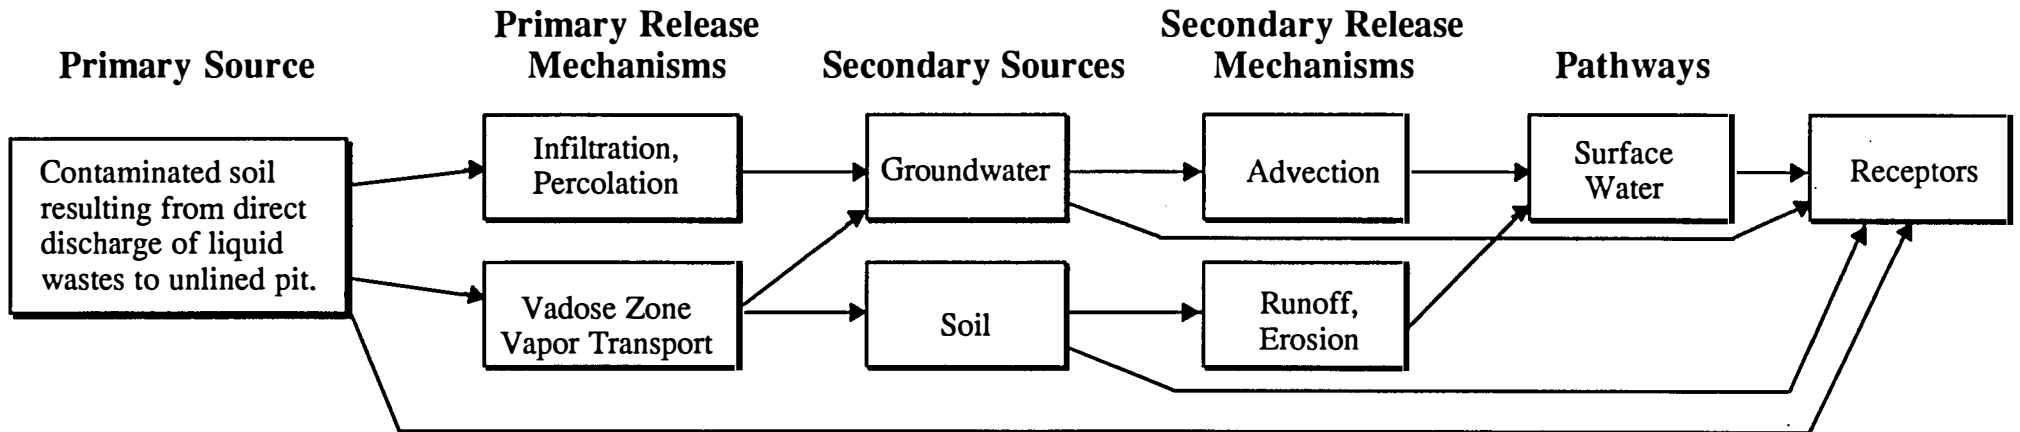 Primary Source
Primary Release
Mechanisms
Secondary Sources
Secondary Release
Mechanisms
Pathways
Contaminated soil
resulting from direct
discharge of liquid
wastes to unlined pit.
Infiltration,
Percolation
Groundwater
Advection
Surface
Water
Receptors
Vadose Zone
Vapor Transport
Soil
Runoff,
Erosion